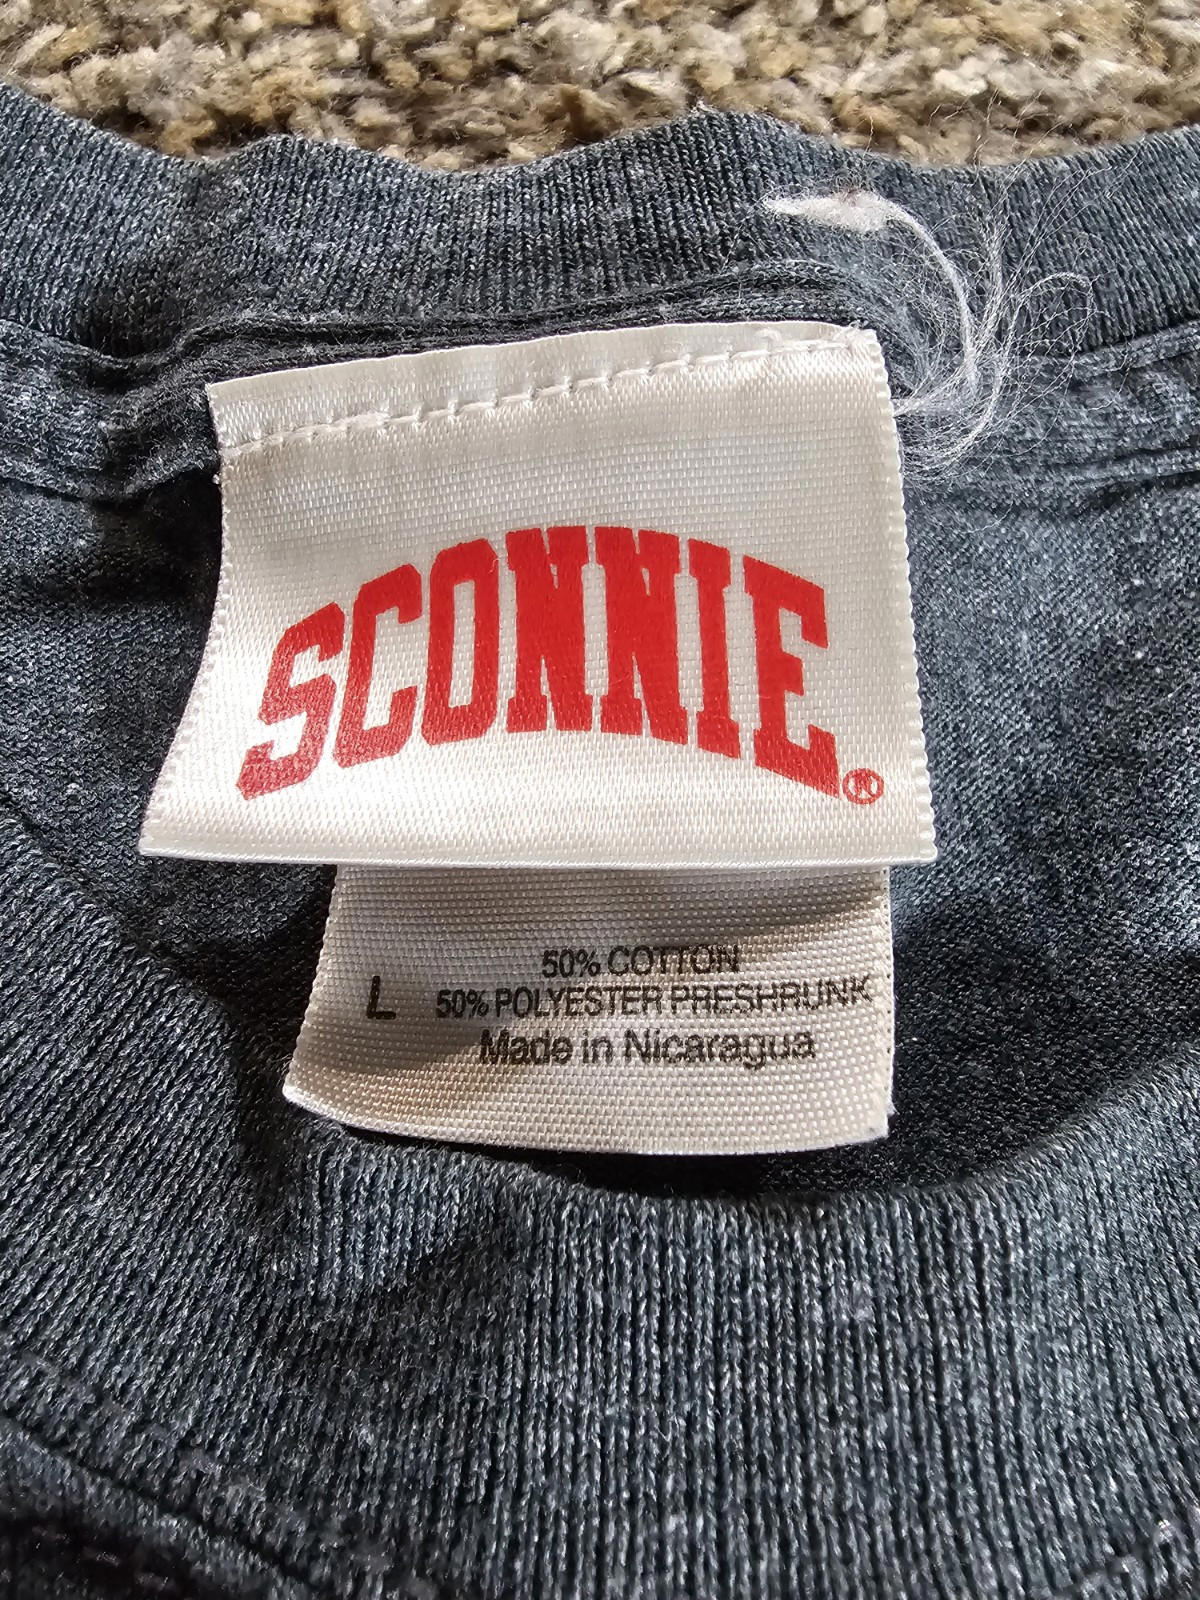 SCONNIE®
50% COTTON
L 50% POLYESTER PRESHRUNK
Made in Nicaragua